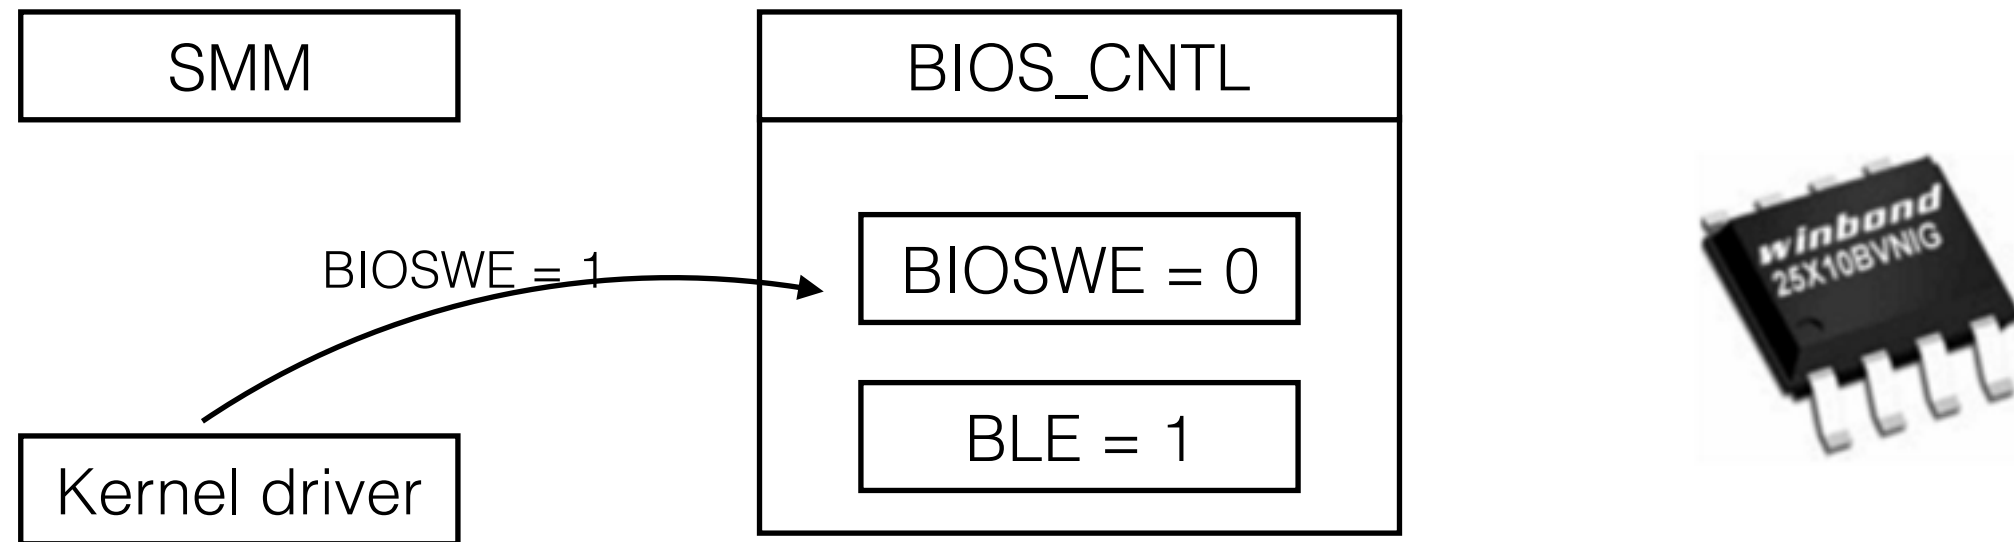 SMM
BIOS_CNTL
BIOSWE = 1
BIOSWE = 0
BLE = 1
Kernel driver
winbond
25X10BVNIG